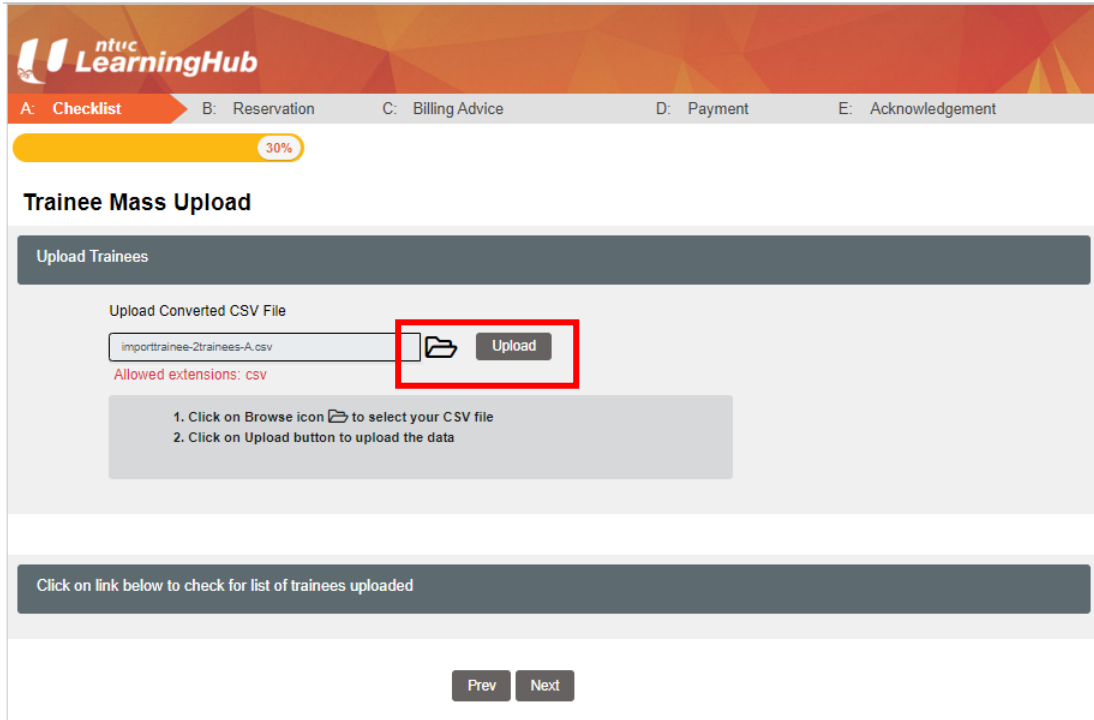 ntuc
LearningHub
A: Checklist B: Reservation C: Billing Advice D: Payment E: Acknowledgement
30%
Trainee Mass Upload
Upload Trainees
Upload Converted CSV File
importtrainee-2trainees-A.csv Upload
Allowed extensions: csv
1. Click on Browse icon to select your CSV file
2. Click on Upload button to upload the data
Click on link below to check for list of trainees uploaded
Prev Next